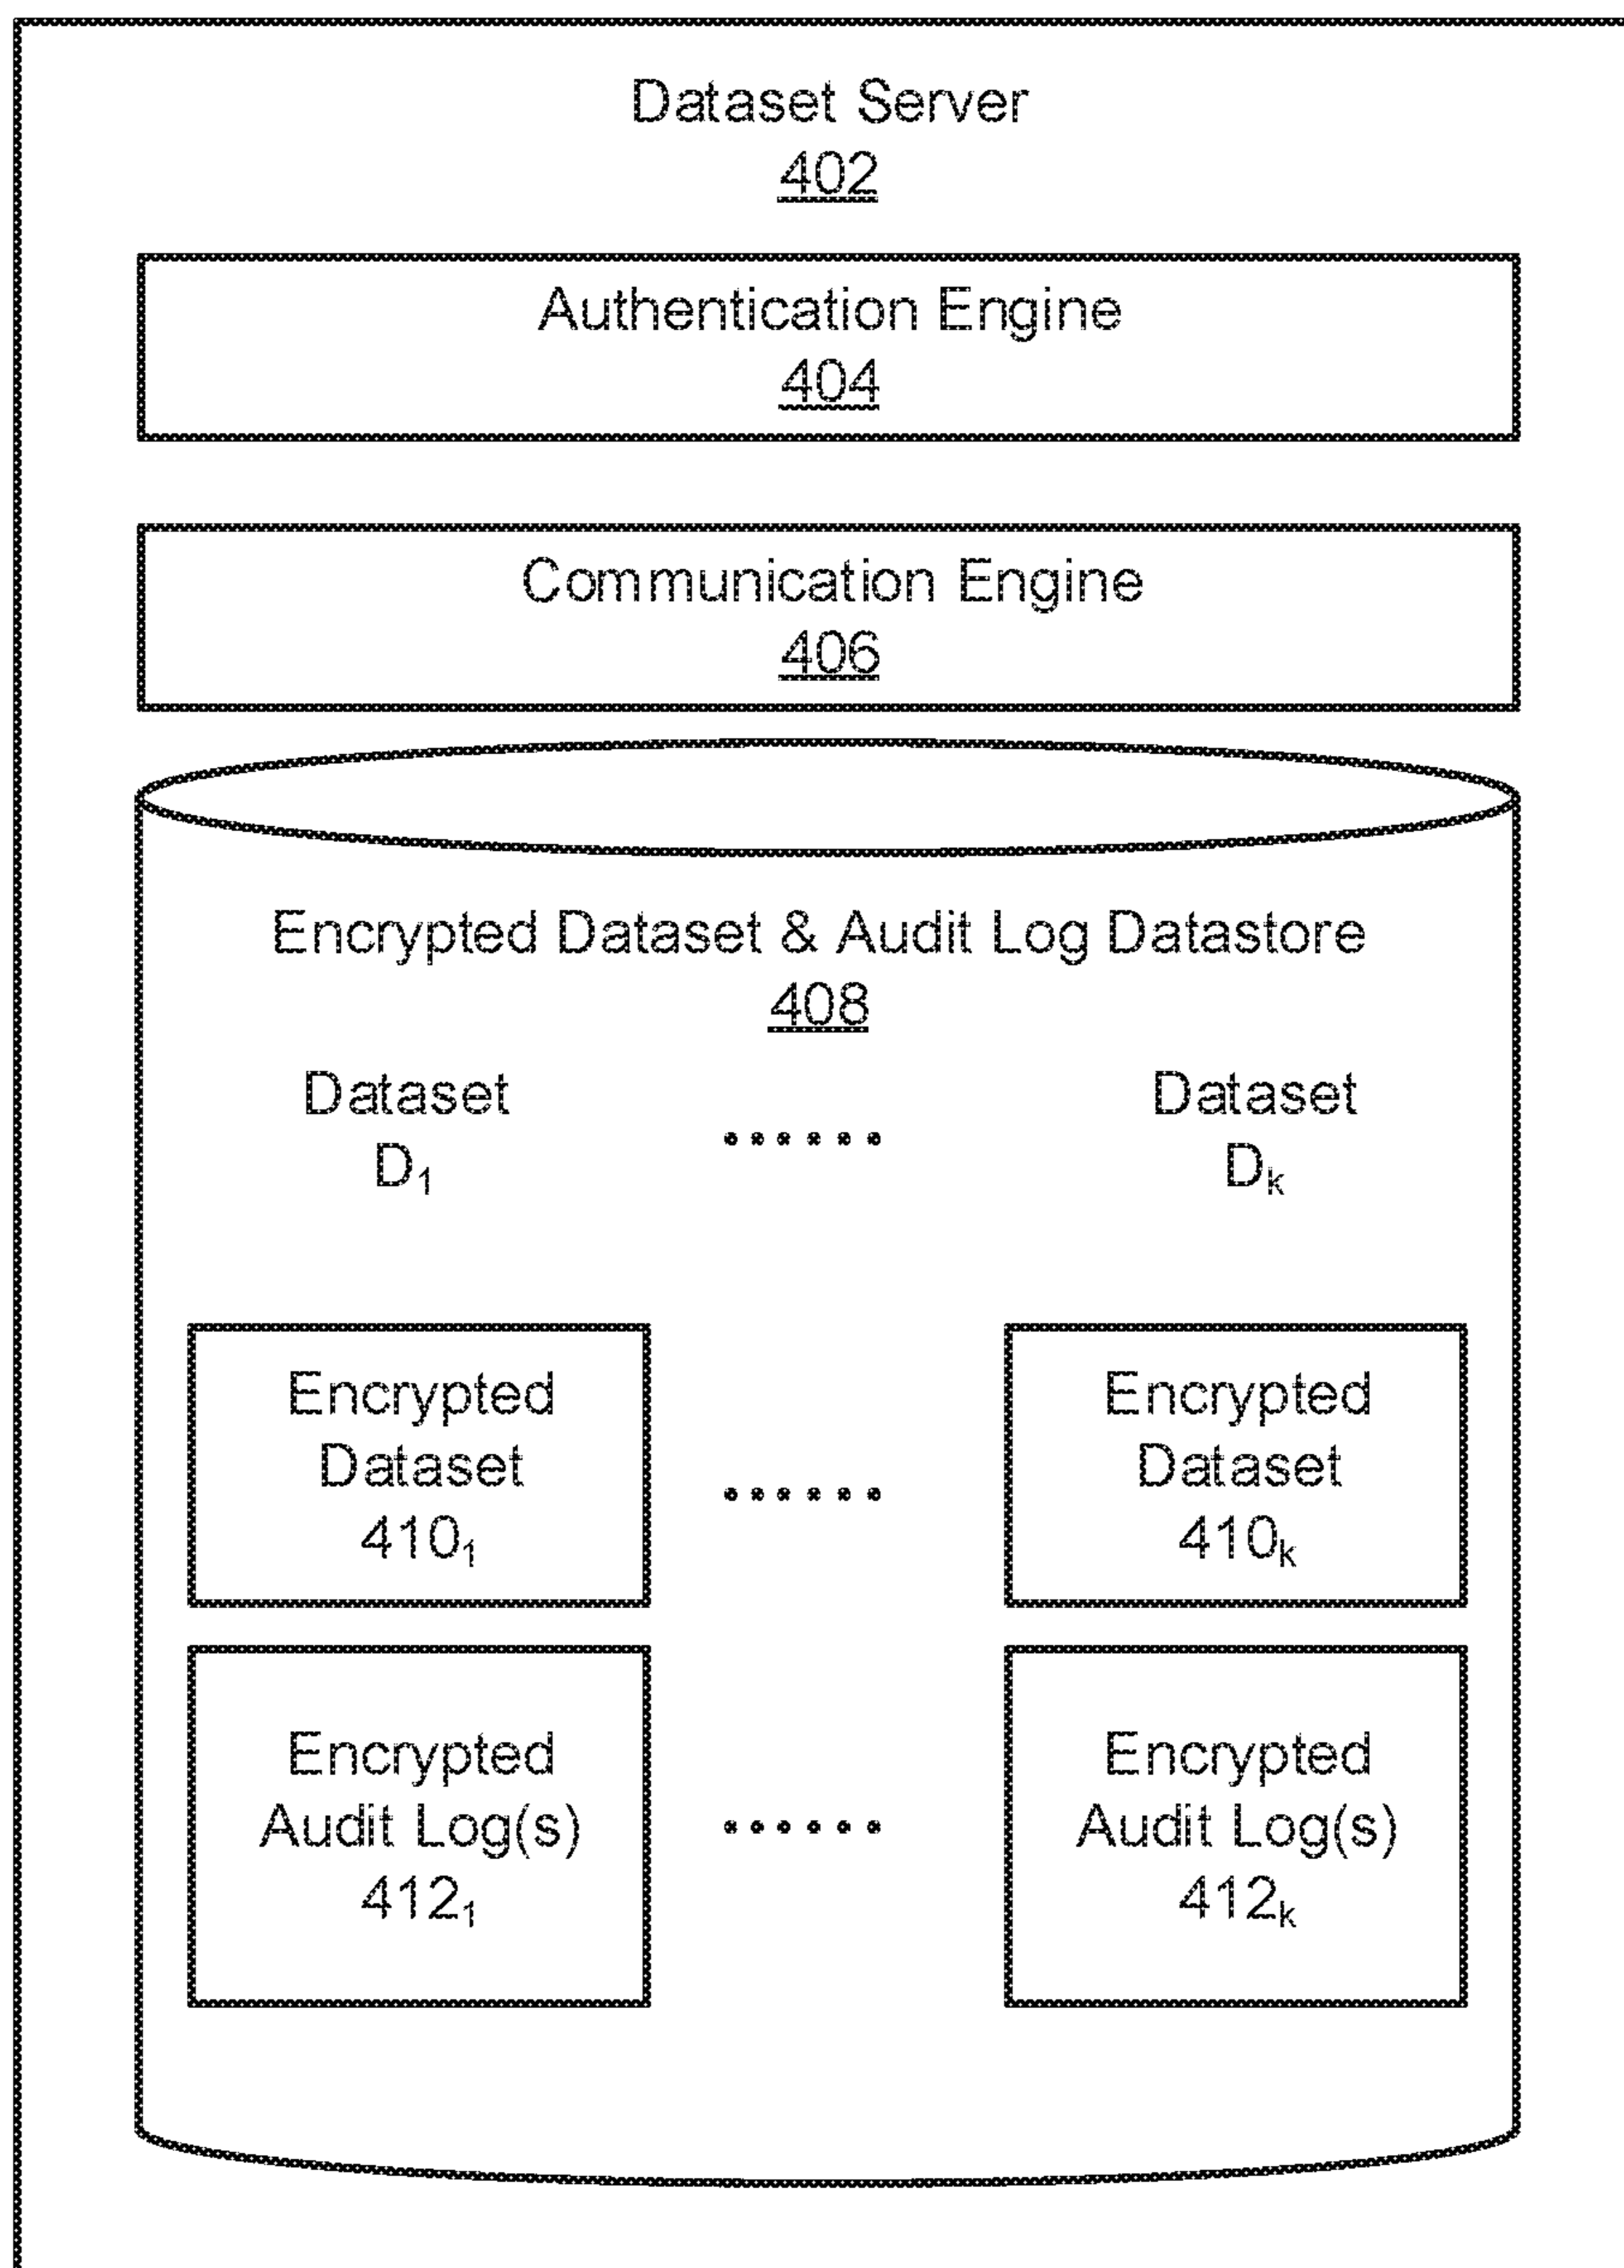 Dataset Server
402
Authentication Engine
404
Communication Engine
406
Encrypted Dataset & Audit Log Datastore
408
Dataset ...... Dataset
D₁ Dₖ
Encrypted Encrypted
Dataset ...... Dataset
410₁ 410ₖ
Encrypted Encrypted
Audit Log(s) ...... Audit Log(s)
412₁ 412ₖ